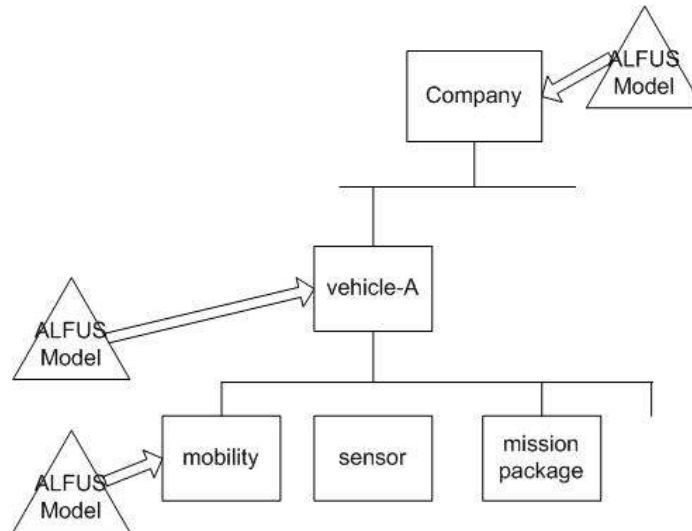 ALFUS
Model
Company
vehicle-A
ALFUS
Model
mobility
sensor
mission
package
ALFUS
Model